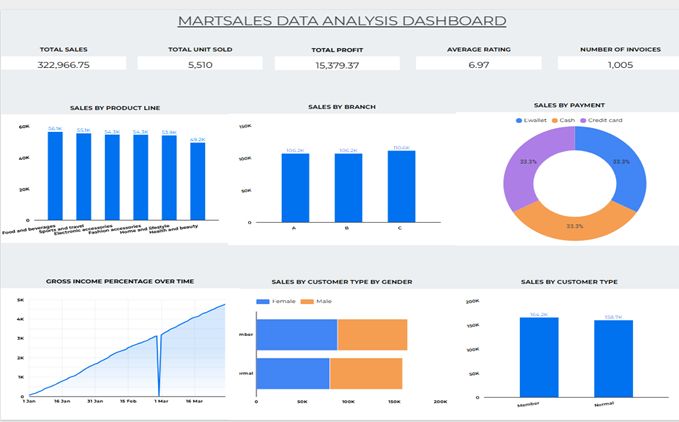 MARTSALES DATA ANALYSIS DASHBOARD
TOTAL SALES
322,966.75
TOTAL UNIT SOLD
5,510
TOTAL PROFIT
15,379.37
AVERAGE RATING
6.97
NUMBER OF INVOICES
1,005
SALES BY PRODUCT LINE
60K
40K
20K
0
56.1K
55.1K
54.3K
54.3K
53.9K
49.2K
Food and beverages
Sports and travel
Electronic accessories
Fashion accessories
Home and lifestyle
Health and beauty
SALES BY BRANCH
150K
100K
50K
0
106.2K
106.2K
110.6K
A
B
C
SALES BY PAYMENT
Ewallet
Cash
Credit card
33.3%
33.3%
33.3%
GROSS INCOME PERCENTAGE OVER TIME
5K
4K
3K
2K
1K
0
1 Jan
16 Jan
31 Jan
15 Feb
1 Mar
16 Mar
SALES BY CUSTOMER TYPE BY GENDER
Female
Male
mber
rmal
0
50K
100K
150K
200K
SALES BY CUSTOMER TYPE
200K
150K
100K
50K
0
164.2K
158.7K
Member
Normal